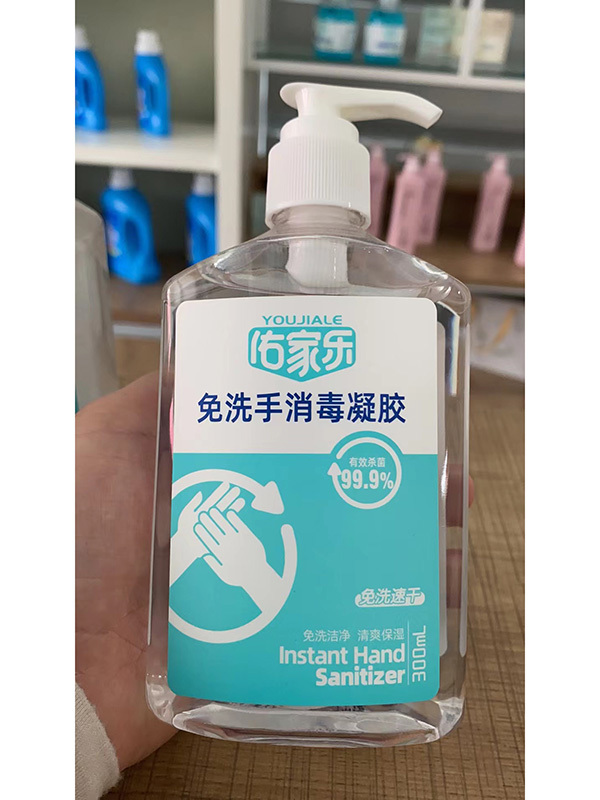 YOUJIALE
佑家乐
免洗手消毒凝胶
有效杀菌
99.9%
免洗速干
免洗洁净 清爽保湿
Instant Hand
Sanitizer
300mL